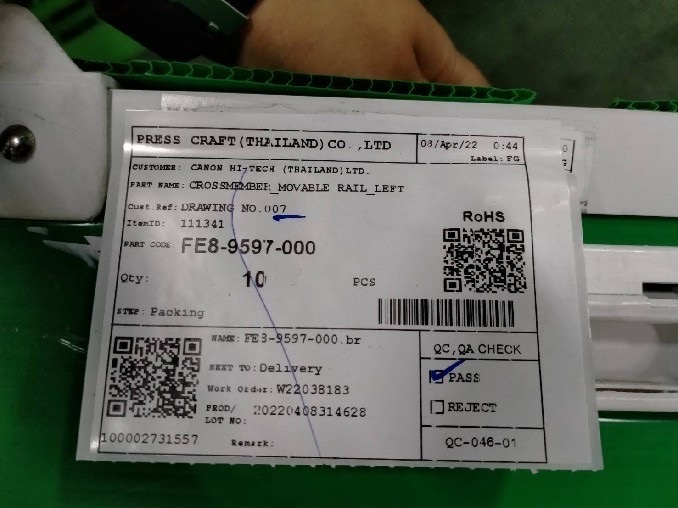 PRESS CRAFT(THAILAND)CO.,LTD
08/Apr/22 0:44
Label: FG
CUSTOMER: CANON HI-TECH (THAILAND)LTD.
PART NAME: CROSSMEMBER_MOVABLE RAIL_LEFT
Cust.Ref: DRAWING NO.007
ItemID: 111341
PART CODE: FE8-9597-000
RoHS
Qty: 10 PCS
STEP: Packing
NAME: FE8-9597-000.br
NEXT TO: Delivery
Work Order: W22038183
PROD/ LOT NO: 20220408314628
100002731557
Remark:
QC,QA CHECK
PASS
REJECT
QC-046-01